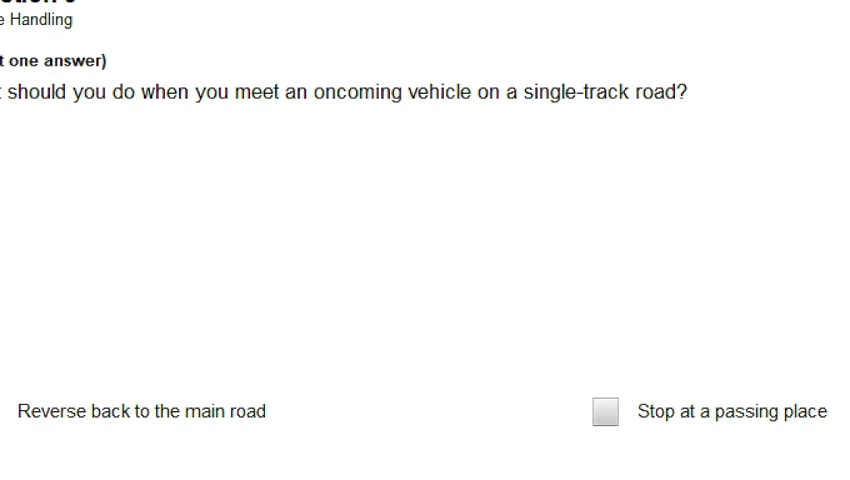 e Handling
t one answer)
should you do when you meet an oncoming vehicle on a single-track road?
Reverse back to the main road
Stop at a passing place